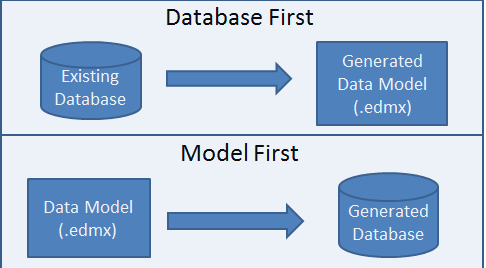 Database First
Existing
Database
Generated
Data Model
(.edmx)
Model First
Data Model
(.edmx)
Generated
Database